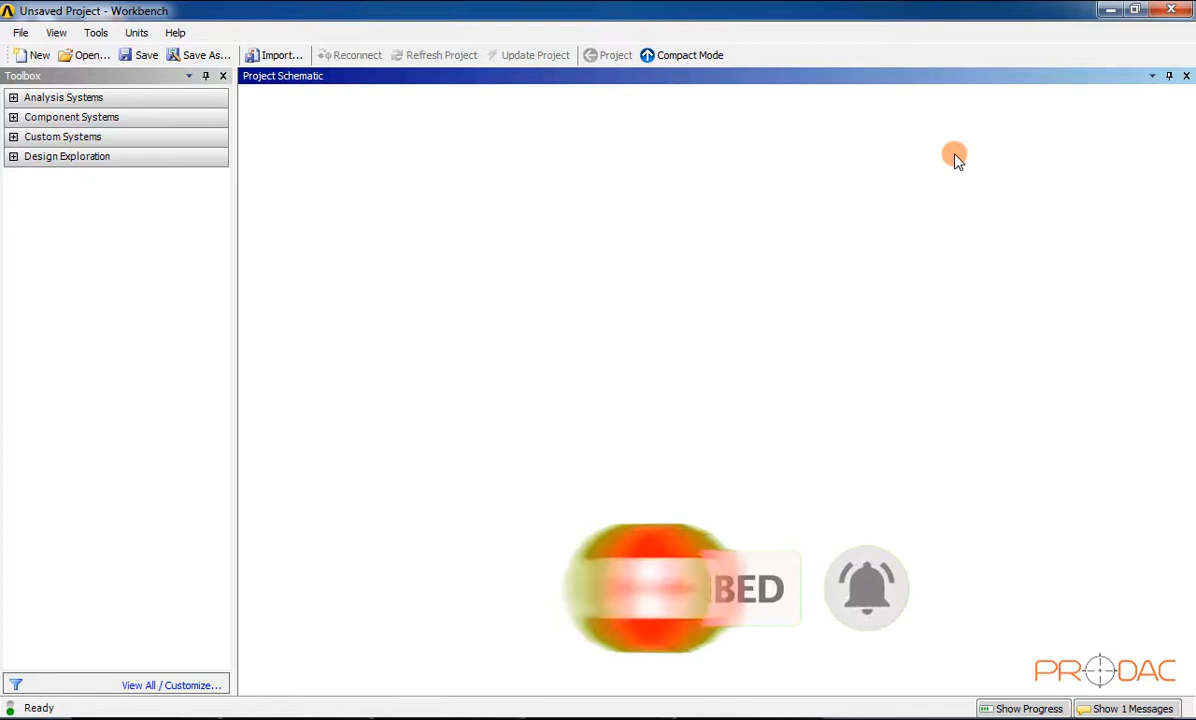 Unsaved Project - Workbench
File View Tools Units Help
New Open... Save Save As... Import... Reconnect Refresh Project Update Project Project Compact Mode
Toolbox
Project Schematic
Analysis Systems
Component Systems
Custom Systems
Design Exploration
BED
PRODAC
View All / Customize...
Ready
Show Progress
Show 1 Messages